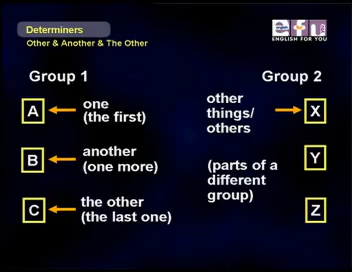 Determiners
Other & Another & The Other
efu
ENGLISH FOR YOU
Group 1
Group 2
A
one
(the first)
B
another
(one more)
C
the other
(the last one)
other
things/
others
(parts of a
different
group)
X
Y
Z